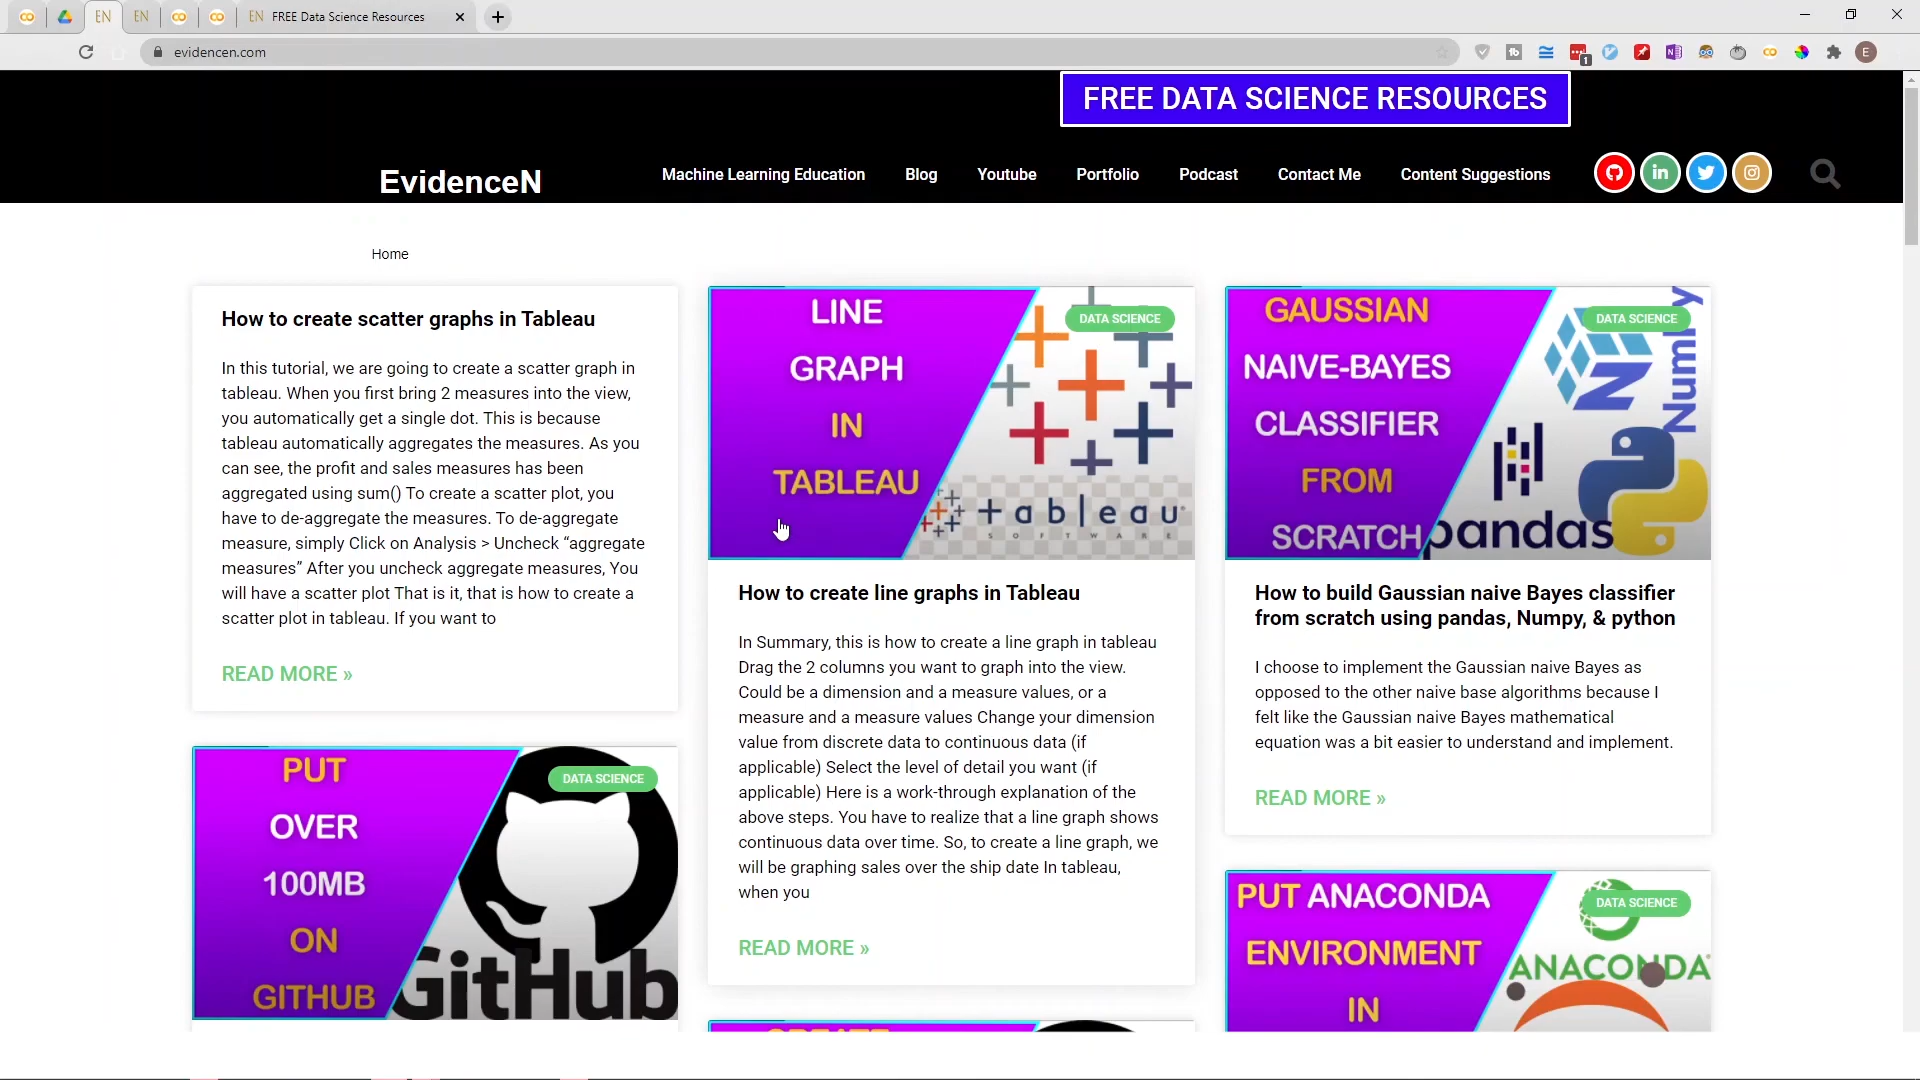 EN
EN
EN FREE Data Science Resources
evidencen.com
1
E
FREE DATA SCIENCE RESOURCES
EvidenceN
Machine Learning Education
Blog
Youtube
Portfolio
Podcast
Contact Me
Content Suggestions
Home
How to create scatter graphs in Tableau
In this tutorial, we are going to create a scatter graph in
tableau. When you first bring 2 measures into the view,
you automatically get a single dot. This is because
tableau automatically aggregates the measures. As you
can see, the profit and sales measures has been
aggregated using sum() To create a scatter plot, you
have to de-aggregate the measures. To de-aggregate
measure, simply Click on Analysis > Uncheck “aggregate
measures” After you uncheck aggregate measures, You
will have a scatter plot That is it, that is how to create a
scatter plot in tableau. If you want to
READ MORE »
PUT
OVER
100MB
ON
GITHUB
DATA SCIENCE
GitHub
LINE
GRAPH
IN
TABLEAU
DATA SCIENCE
+ableau
SOFTWARE
How to create line graphs in Tableau
In Summary, this is how to create a line graph in tableau
Drag the 2 columns you want to graph into the view.
Could be a dimension and a measure values, or a
measure and a measure values Change your dimension
value from discrete data to continuous data (if
applicable) Select the level of detail you want (if
applicable) Here is a work-through explanation of the
above steps. You have to realize that a line graph shows
continuous data over time. So, to create a line graph, we
will be graphing sales over the ship date In tableau,
when you
READ MORE »
CREATE
GAUSSIAN
NAIVE-BAYES
CLASSIFIER
FROM
SCRATCH
DATA SCIENCE
NumPy
pandas
How to build Gaussian naive Bayes classifier
from scratch using pandas, Numpy, & python
I choose to implement the Gaussian naive Bayes as
opposed to the other naive base algorithms because I
felt like the Gaussian naive Bayes mathematical
equation was a bit easier to understand and implement.
READ MORE »
PUT ANACONDA
ENVIRONMENT
IN
DATA SCIENCE
ANACONDA